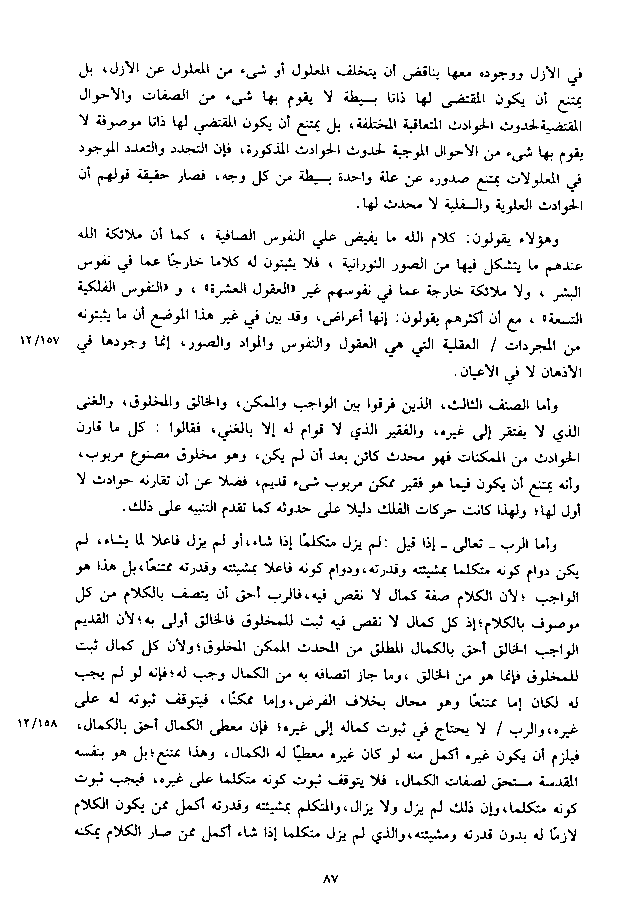 في الأزل ووجوده معها يناقض أن يتخلف المعلول أو شيء من المعلول عن الأزل، بل
يمتنع أن يكون المقتضى لها ذاتا بسيطة لا يقوم بها شيء من الصفات والأحوال
المقتضية لحدوث الحوادث المتعاقبة المختلفة، بل يمتنع أن يكون المقتضي لها ذاتا موصوفة لا
يقوم بها شيء من الأحوال الموجبة لحدوث الحوادث المذكورة، فإن التجدد والتعدد الموجود
في المعلولات يمتنع صدوره عن علة واحدة بسيطة من كل وجه، فصار حقيقة قولهم أن
الحوادث العلوية والسفلية لا محدث لها.
وهؤلاء يقولون: كلام الله ما يفيض علي النفوس الصافية ، كما أن ملائكة الله
عندهم ما يتشكل فيها من الصور النورانية ، فلا يثبتون له كلاما خارجًا عما في نفوس
البشر ، ولا ملائكة خارجة عما في نفوسهم غير «العقول العشرة» ، و «النفوس الفلكية
التسعة» ، مع أن أكثرهم يقولون: إنها أعراض، وقد بين في غير هذا الموضع أن ما يثبتونه
من المجردات / العقلية التي هي العقول والنفوس والمواد والصور، إنما وجودها في
١٢/١٥٧
الأذهان لا في الأعيان.
وأما الصنف الثالث، الذين فرقوا بين الواجب والممكن، والخالق والمخلوق، والغنى
الذي لا يفتقر إلى غيره، والفقير الذي لا قوام له إلا بالغني، فقالوا : كل ما قارن
الحوادث من الممكنات فهو محدث كائن بعد أن لم يكن، وهو مخلوق مصنوع مربوب،
وأنه يمتنع أن يكون فيما هو فقير ممكن مربوب شيء قديم، فضلا عن أن تقارنه حوادث لا
أول لها؛ ولهذا كانت حركات الفلك دليلا على حدوثه كما تقدم التنبيه على ذلك.
وأما الرب ـ تعالى ـ إذا قيل :لم يزل متكلمًا إذا شاء،أو لم يزل فاعلا لما يشاء، لم
يكن دوام كونه متكلما بمشيئته وقدرته،ودوام كونه فاعلا بمشيئته وقدرته ممتنعًا،بل هذا هو
الواجب ؛لأن الكلام صفة كمال لا نقص فيه،فالرب أحق أن يتصف بالكلام من كل
موصوف بالكلام؛إذ كل كمال لا نقص فيه ثبت للمخلوق فالخالق أولى به؛لأن القديم
الواجب الخالق أحق بالكمال المطلق من المحدث الممكن المخلوق؛ولأن كل كمال ثبت
للمخلوق فإنما هو من الخالق ،وما جاز اتصافه به من الكمال وجب له؛فإنه لو لم يجب
له لكان إما ممتنعًا وهو محال بخلاف الفرض،وإما ممكنًا، فيتوقف ثبوته له على
غيره،والرب / لا يحتاج في ثبوت كماله إلى غيره؛ فإن معطى الكمال أحق بالكمال،
١٢/١٥٨
فيلزم أن يكون غيره أكمل منه لو كان غيره معطيًا له الكمال، وهذا ممتنع؛بل هو بنفسه
المقدسة مستحق لصفات الكمال، فلا يتوقف ثبوت كونه متكلما على غيره، فيجب ثبوت
كونه متكلما،وإن ذلك لم يزل ولا يزال،والمتكلم بمشيئته وقدرته أكمل ممن يكون الكلام
لازمًا له بدون قدرته ومشيئته،والذي لم يزل متكلما إذا شاء أكمل ممن صار الكلام يمكنه
٨٧